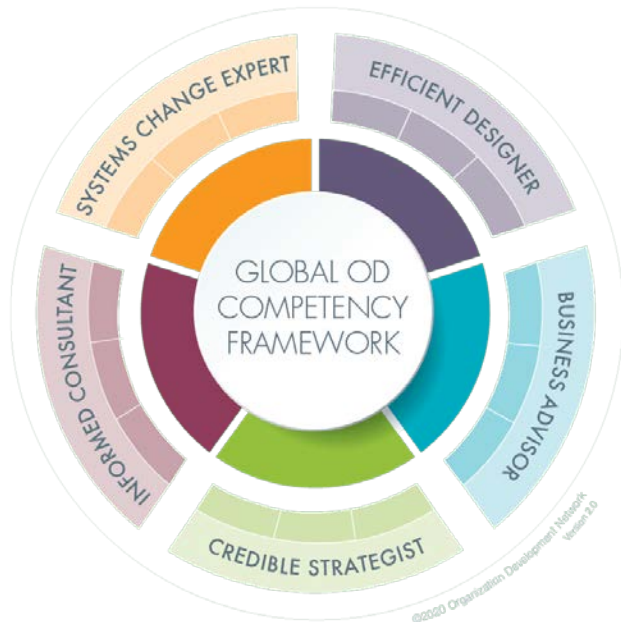 SYSTEMS CHANGE EXPERT
EFFICIENT DESIGNER
GLOBAL OD
COMPETENCY
FRAMEWORK
INFORMED CONSULTANT
BUSINESS ADVISOR
CREDIBLE STRATEGIST
©2020 Organization Development Network
Version 2.0